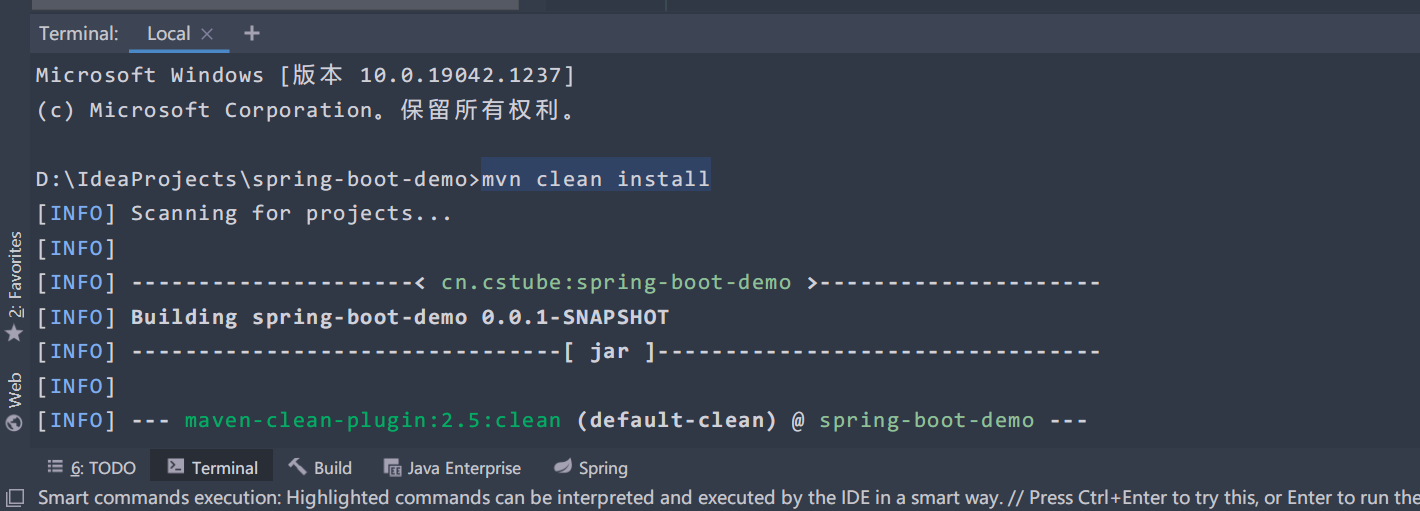 Terminal: Local × +
Microsoft Windows [版本 10.0.19042.1237]
(c) Microsoft Corporation。保留所有权利。
D:\IdeaProjects\spring-boot-demo>mvn clean install
[INFO] Scanning for projects...
[INFO]
[INFO] ---------------------< cn.cstube:spring-boot-demo >---------------------
[INFO] Building spring-boot-demo 0.0.1-SNAPSHOT
[INFO] --------------------------------[ jar ]---------------------------------
[INFO]
[INFO] --- maven-clean-plugin:2.5:clean (default-clean) @ spring-boot-demo ---
2: Favorites
Web
6: TODO Terminal Build Java Enterprise Spring
Smart commands execution: Highlighted commands can be interpreted and executed by the IDE in a smart way. // Press Ctrl+Enter to try this, or Enter to run the